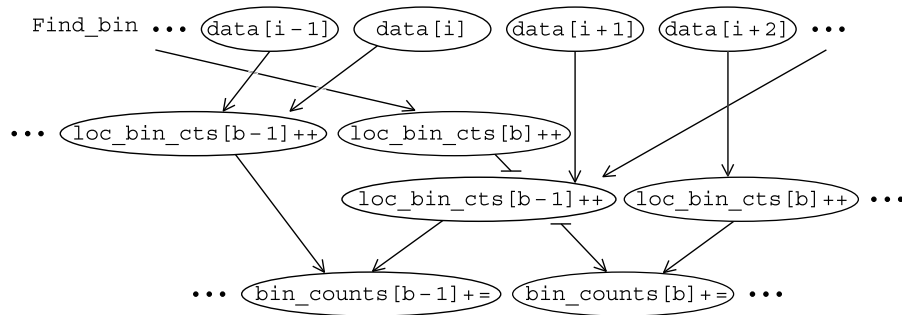 Find_bin ••• data[i-1] data[i] data[i+1] data[i+2] •••
••• loc_bin_cts[b-1]++ loc_bin_cts[b]++
loc_bin_cts[b-1]++ loc_bin_cts[b]++ •••
••• bin_counts[b-1]+= bin_counts[b]+= •••